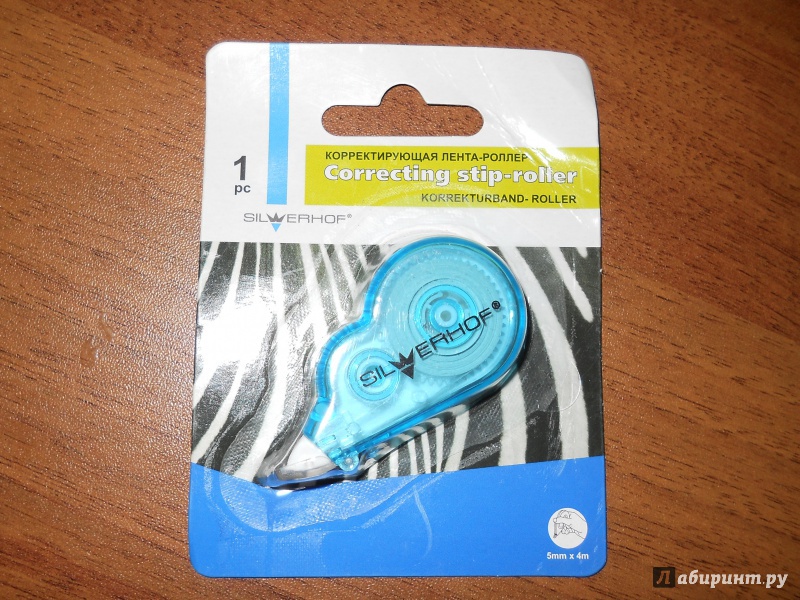 1
pc
SILWERHOF®
КОРРЕКТИРУЮЩАЯ ЛЕНТА-РОЛЛЕР
Correcting stip-roller
KORREKTURBAND- ROLLER
SILWERHOF®
5mm x 4m
Лабиринт.ру